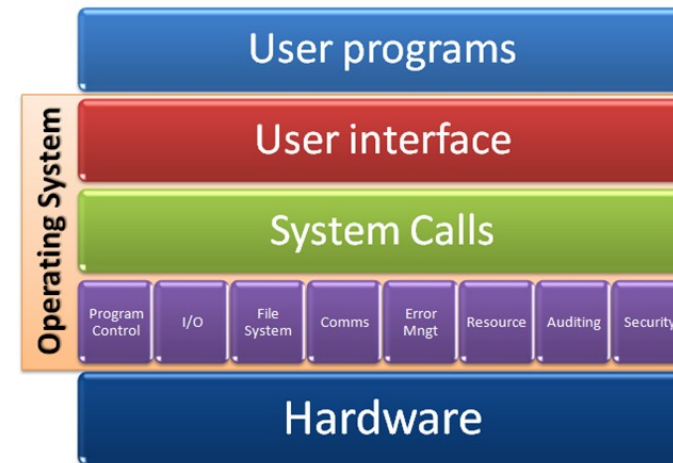 User programs
Operating System
User interface
System Calls
Program
Control
I/O
File
System
Comms
Error
Mngt
Resource
Auditing
Security
Hardware